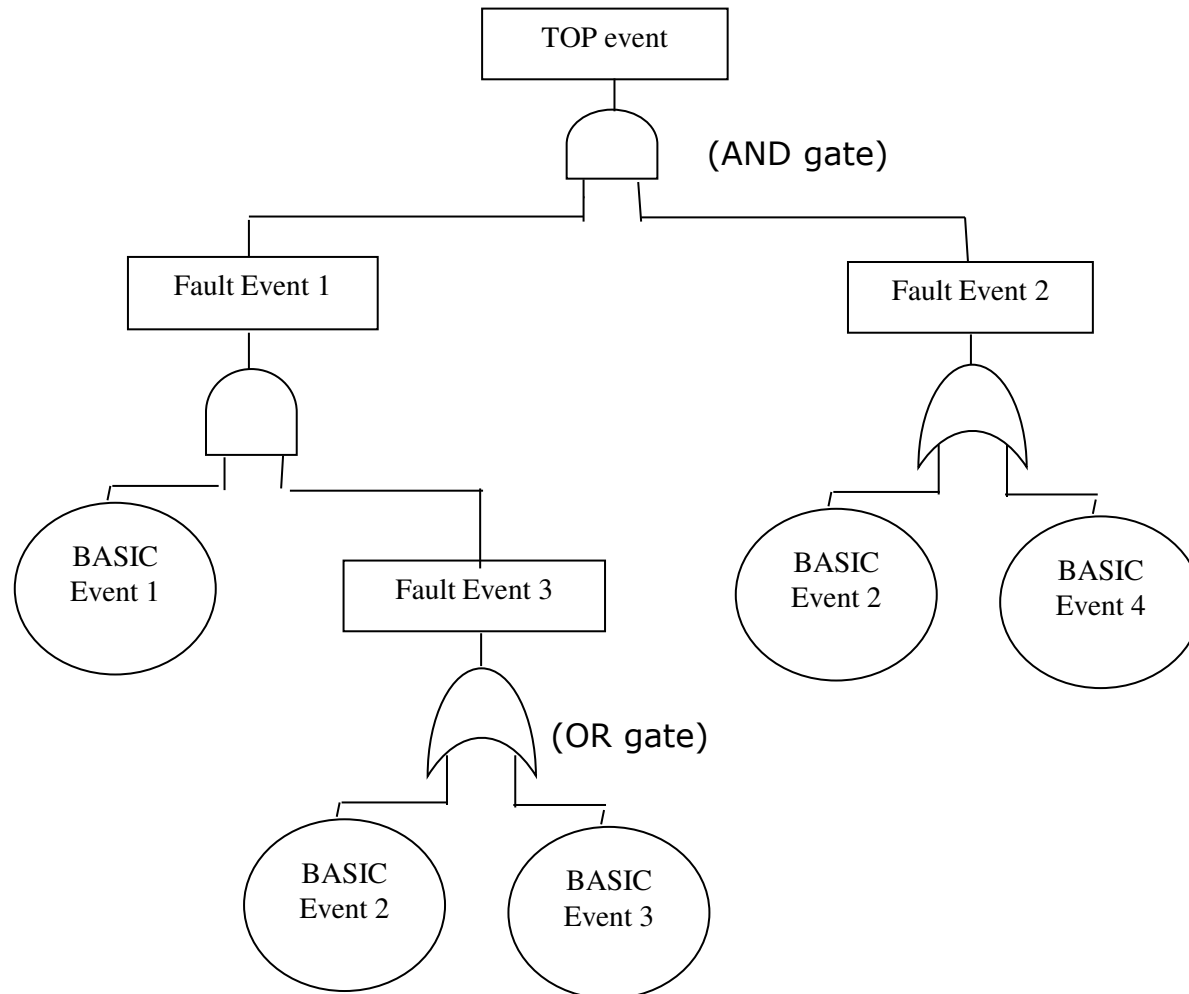 TOP event
(AND gate)
Fault Event 1
Fault Event 2
BASIC
Event 1
Fault Event 3
BASIC
Event 2
BASIC
Event 4
(OR gate)
BASIC
Event 2
BASIC
Event 3